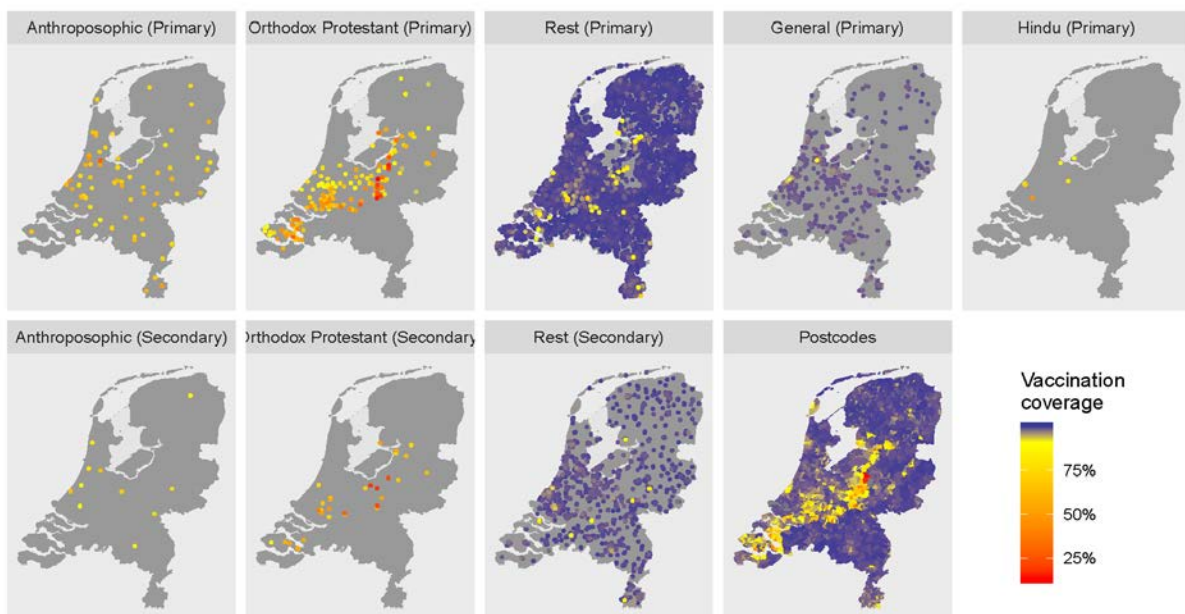 Anthroposophic (Primary)
Orthodox Protestant (Primary)
Rest (Primary)
General (Primary)
Hindu (Primary)
Anthroposophic (Secondary)
Orthodox Protestant (Secondary
Rest (Secondary)
Postcodes
Vaccination
coverage
75%
50%
25%